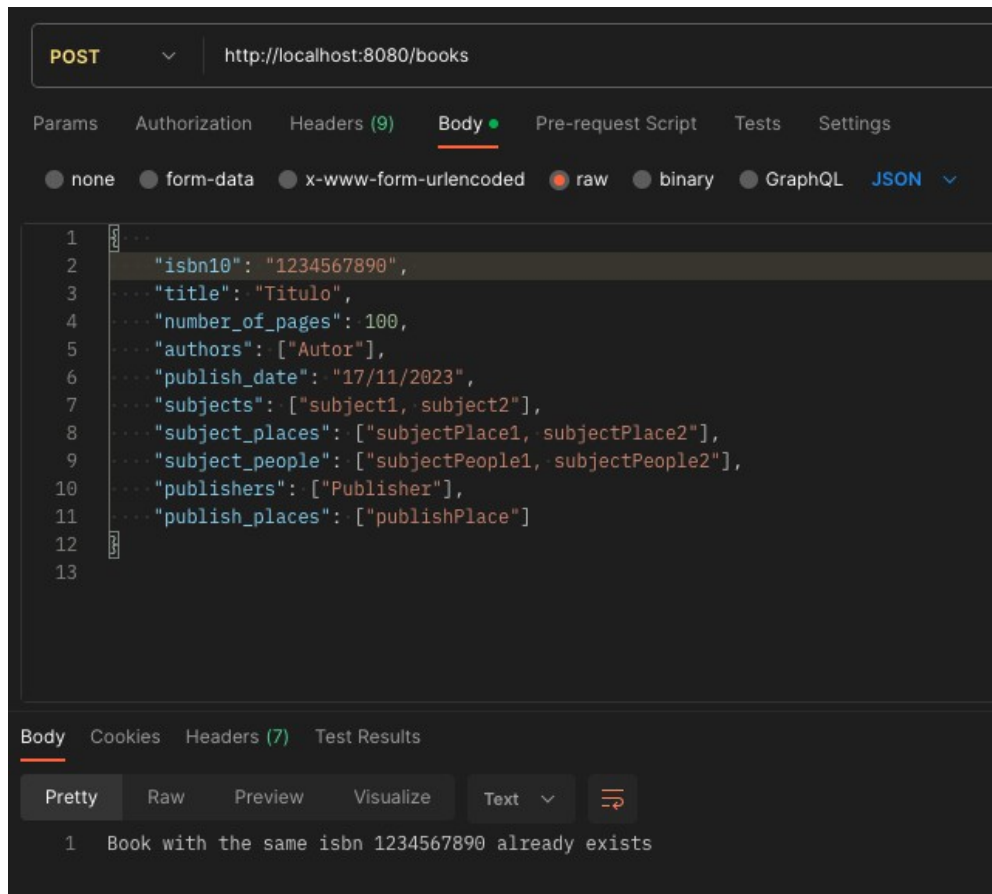 POST http://localhost:8080/books
Params Authorization Headers (9) Body Pre-request Script Tests Settings
none form-data x-www-form-urlencoded raw binary GraphQL JSON
1 {
2 "isbn10": "1234567890",
3 "title": "Titulo",
4 "number_of_pages": 100,
5 "authors": ["Autor"],
6 "publish_date": "17/11/2023",
7 "subjects": ["subject1, subject2"],
8 "subject_places": ["subjectPlace1, subjectPlace2"],
9 "subject_people": ["subjectPeople1, subjectPeople2"],
10 "publishers": ["Publisher"],
11 "publish_places": ["publishPlace"]
12 }
13
Body Cookies Headers (7) Test Results
Pretty Raw Preview Visualize Text
1 Book with the same isbn 1234567890 already exists